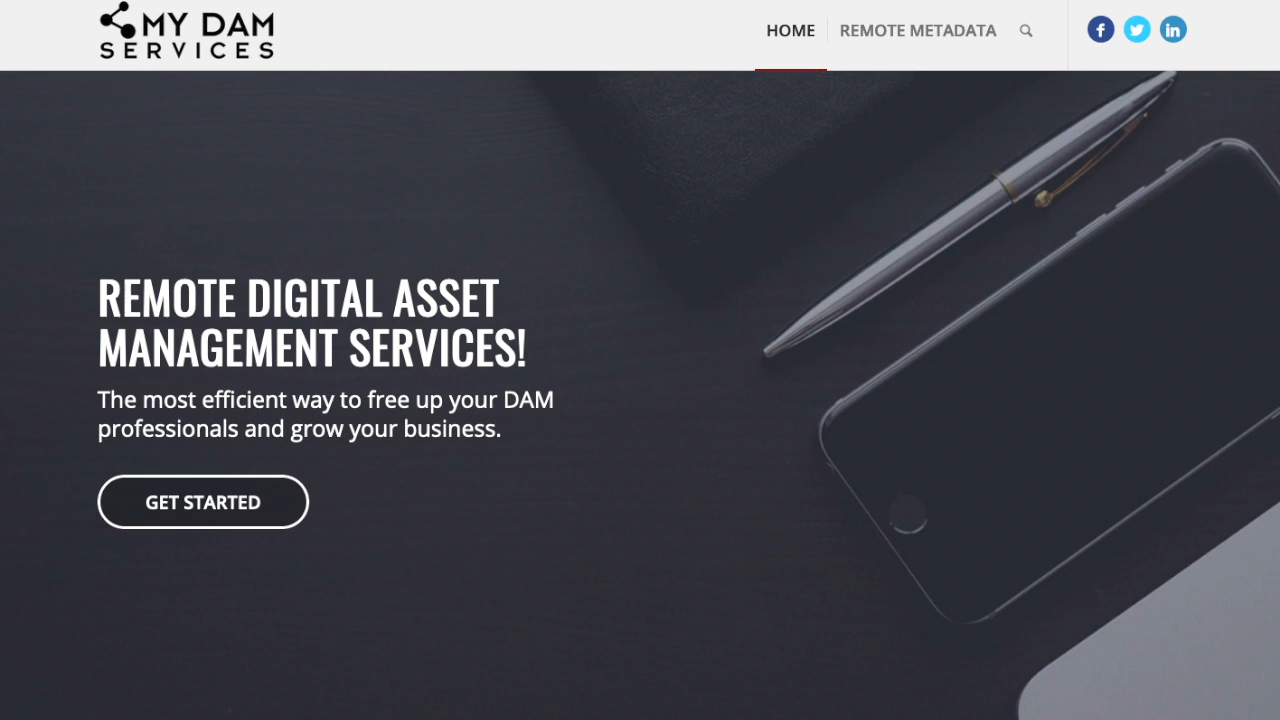 MY DAM
SERVICES
HOME
REMOTE METADATA
REMOTE DIGITAL ASSET
MANAGEMENT SERVICES!
The most efficient way to free up your DAM
professionals and grow your business.
GET STARTED